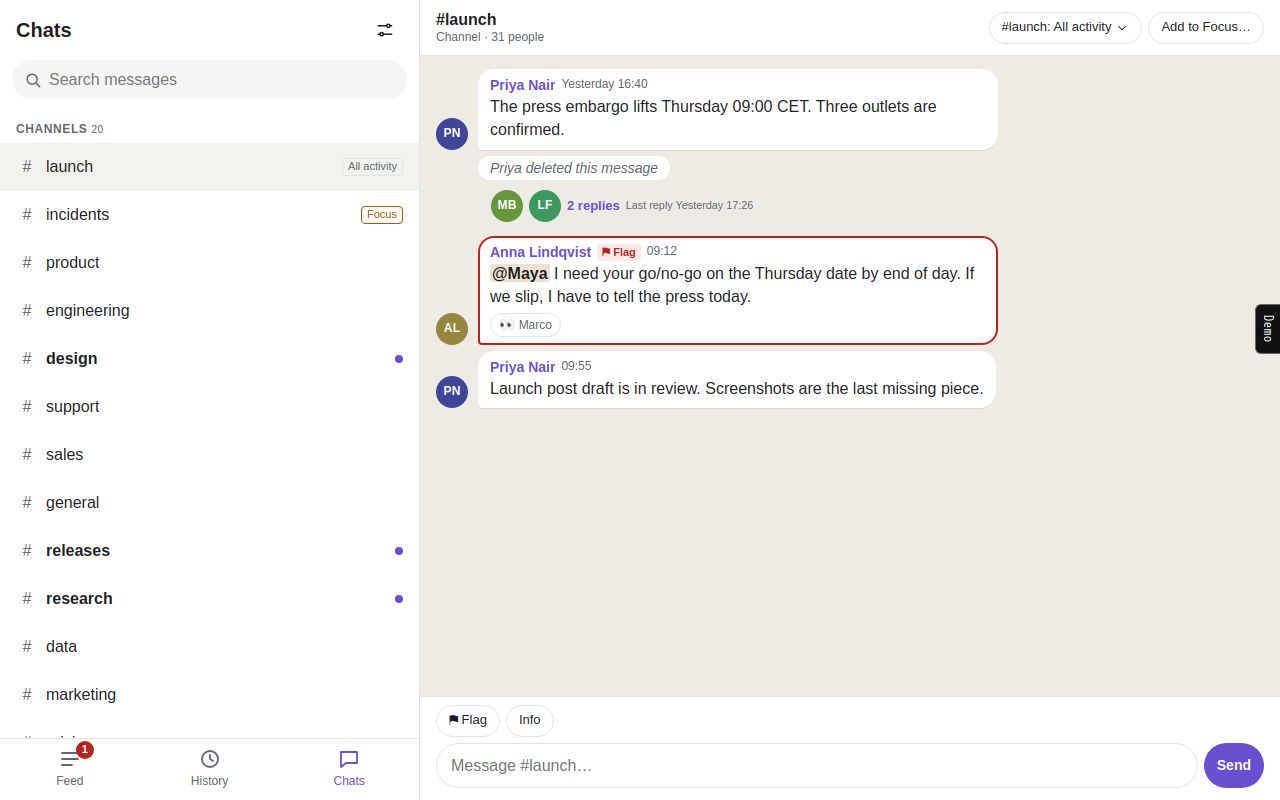 Chats
Search messages
CHANNELS 20
# launch All activity
# incidents Focus
# product
# engineering
# design
# support
# sales
# general
# releases
# research
# data
# marketing
1
Feed
History
Chats
#launch
Channel · 31 people
#launch: All activity
Add to Focus…
Priya Nair Yesterday 16:40
The press embargo lifts Thursday 09:00 CET. Three outlets are
confirmed.
PN
Priya deleted this message
MB LF 2 replies Last reply Yesterday 17:26
Anna Lindqvist Flag 09:12
@Maya I need your go/no-go on the Thursday date by end of day. If
we slip, I have to tell the press today.
👀 Marco
AL
Priya Nair 09:55
Launch post draft is in review. Screenshots are the last missing piece.
PN
Demo
Flag
Info
Message #launch…
Send